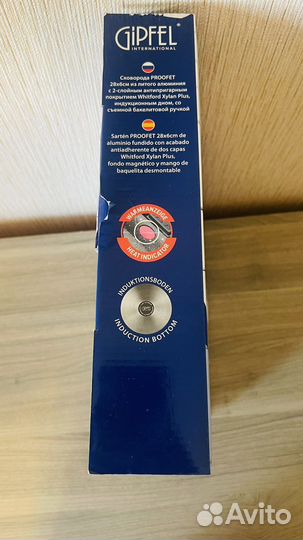 GiPFEL®
INTERNATIONAL
Сковорода PROOFET
28х6см из литого алюминия
с 2-слойным антипригарным
покрытием Whitford Xylan Plus,
индукционным дном, со
съемной бакелитовой ручкой
Sartén PROOFET 28x6cm de
aluminio fundido con acabado
antiadherente de dos capas
Whitford Xylan Plus,
fondo magnético y mango de
baquelita desmontable
WÄRMEANZEIGE
HEAT INDICATOR
INDUKTIONSBODEN
INDUCTION BOTTOM
Avito